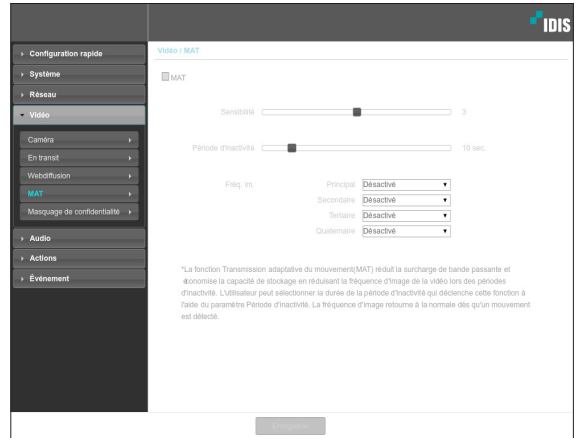 IDIS
Configuration rapide
Système
Réseau
Vidéo
Caméra
En transit
Webdiffusion
MAT
Masquage de confidentialité
Audio
Actions
Événement
Vidéo / MAT
MAT
Sensibilité 3
Période d'Inactivité 10 sec.
Fréq. im. Principal Désactivé
Secondaire Désactivé
Tertiaire Désactivé
Quaternaire Désactivé
*La fonction Transmission adaptative du mouvement(MAT) réduit la surcharge de bande passante et
économise la capacité de stockage en réduisant la fréquence d'image de la vidéo lors des périodes
d'inactivité. L'utilisateur peut sélectionner la durée de la période d'Inactivité qui déclenche cette fonction à
l'aide du paramètre Période d'inactivité. La fréquence d'image retourne à la normale dès qu'un mouvement
est détecté.
Enregistrer